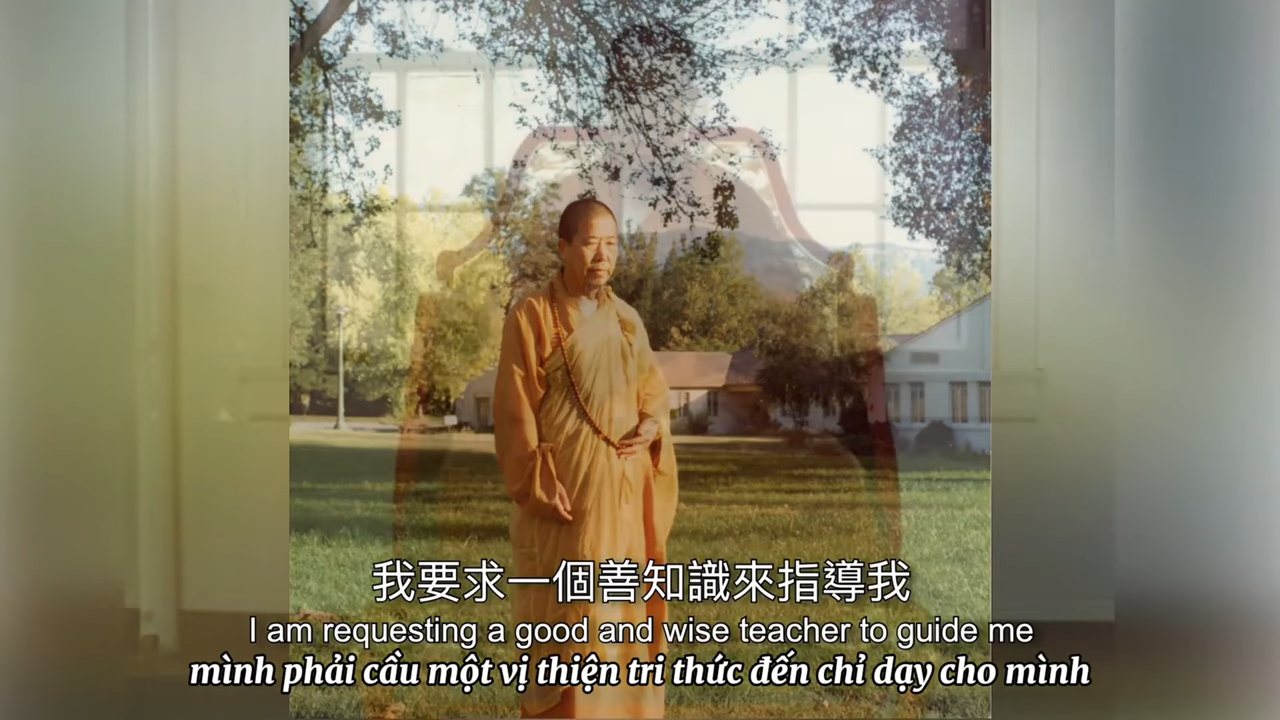 我要求一個善知識來指導我
I am requesting a good and wise teacher to guide me
mình phải cầu một vị thiện tri thức đến chỉ dạy cho mình